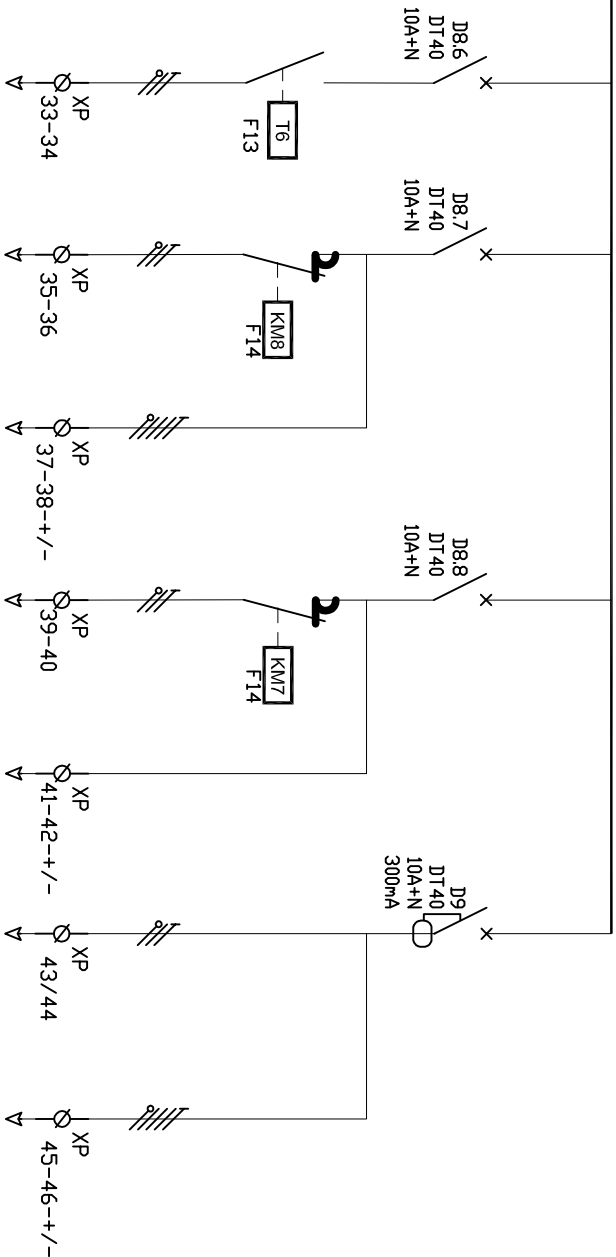 D8.6
DT40
10A+N
T6
F13
XP
33-34
D8.7
DT40
10A+N
KM8
F14
XP
35-36
XP
37-38-+/-
D8.8
DT40
10A+N
KM7
F14
XP
39-40
XP
41-42-+/-
D9
DT40
10A+N
300mA
XP
43/44
XP
45-46-+/-